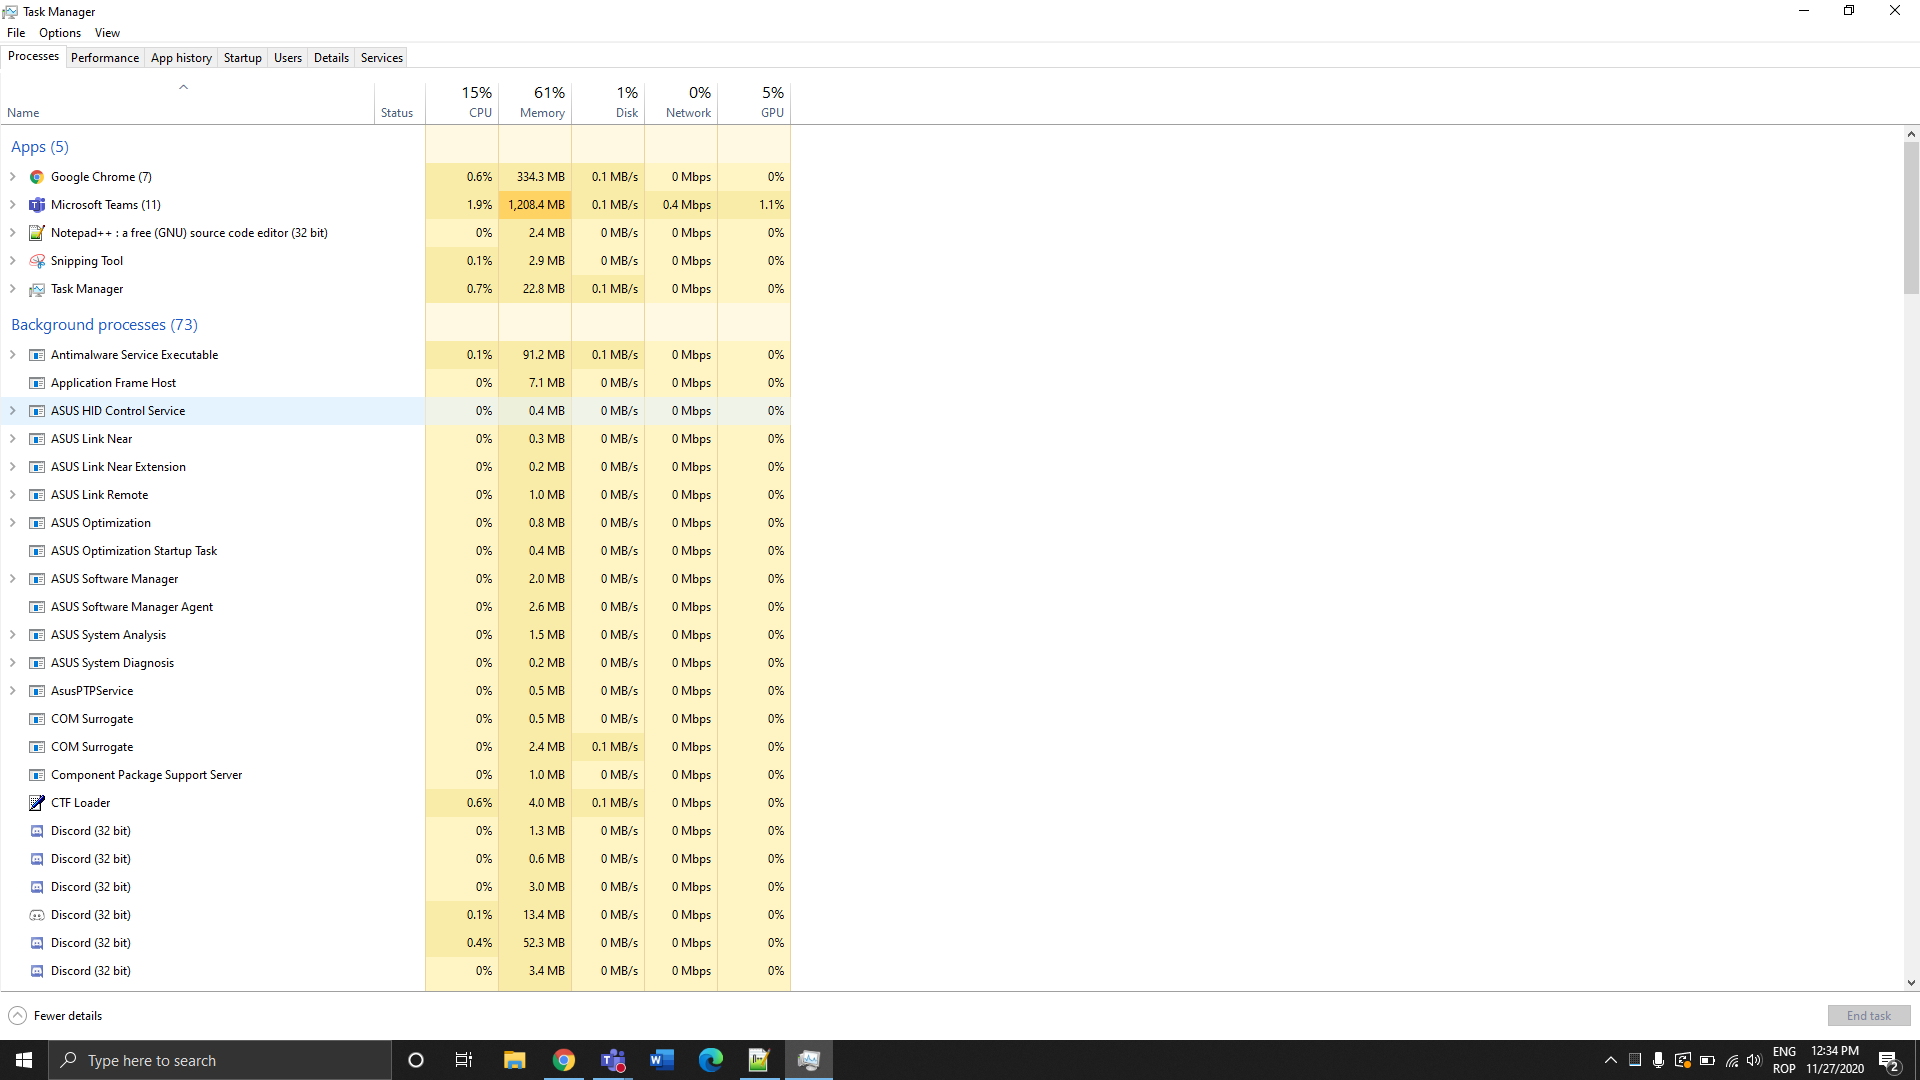 Task Manager
File Options View
Processes Performance App history Startup Users Details Services
15% 61% 1% 0% 5%
Name Status CPU Memory Disk Network GPU
Apps (5)
Google Chrome (7) 0.6% 334.3 MB 0.1 MB/s 0 Mbps 0%
Microsoft Teams (11) 1.9% 1,208.4 MB 0.1 MB/s 0.4 Mbps 1.1%
Notepad++ : a free (GNU) source code editor (32 bit) 0% 2.4 MB 0 MB/s 0 Mbps 0%
Snipping Tool 0.1% 2.9 MB 0 MB/s 0 Mbps 0%
Task Manager 0.7% 22.8 MB 0.1 MB/s 0 Mbps 0%
Background processes (73)
Antimalware Service Executable 0.1% 91.2 MB 0.1 MB/s 0 Mbps 0%
Application Frame Host 0% 7.1 MB 0 MB/s 0 Mbps 0%
ASUS HID Control Service 0% 0.4 MB 0 MB/s 0 Mbps 0%
ASUS Link Near 0% 0.3 MB 0 MB/s 0 Mbps 0%
ASUS Link Near Extension 0% 0.2 MB 0 MB/s 0 Mbps 0%
ASUS Link Remote 0% 1.0 MB 0 MB/s 0 Mbps 0%
ASUS Optimization 0% 0.8 MB 0 MB/s 0 Mbps 0%
ASUS Optimization Startup Task 0% 0.4 MB 0 MB/s 0 Mbps 0%
ASUS Software Manager 0% 2.0 MB 0 MB/s 0 Mbps 0%
ASUS Software Manager Agent 0% 2.6 MB 0 MB/s 0 Mbps 0%
ASUS System Analysis 0% 1.5 MB 0 MB/s 0 Mbps 0%
ASUS System Diagnosis 0% 0.2 MB 0 MB/s 0 Mbps 0%
AsusPTPService 0% 0.5 MB 0 MB/s 0 Mbps 0%
COM Surrogate 0% 0.5 MB 0 MB/s 0 Mbps 0%
COM Surrogate 0% 2.4 MB 0.1 MB/s 0 Mbps 0%
Component Package Support Server 0% 1.0 MB 0 MB/s 0 Mbps 0%
CTF Loader 0.6% 4.0 MB 0.1 MB/s 0 Mbps 0%
Discord (32 bit) 0% 1.3 MB 0 MB/s 0 Mbps 0%
Discord (32 bit) 0% 0.6 MB 0 MB/s 0 Mbps 0%
Discord (32 bit) 0% 3.0 MB 0 MB/s 0 Mbps 0%
Discord (32 bit) 0.1% 13.4 MB 0 MB/s 0 Mbps 0%
Discord (32 bit) 0.4% 52.3 MB 0 MB/s 0 Mbps 0%
Discord (32 bit) 0% 3.4 MB 0 MB/s 0 Mbps 0%
Fewer details End task
Type here to search
ENG 12:34 PM
ROP 11/27/2020 2